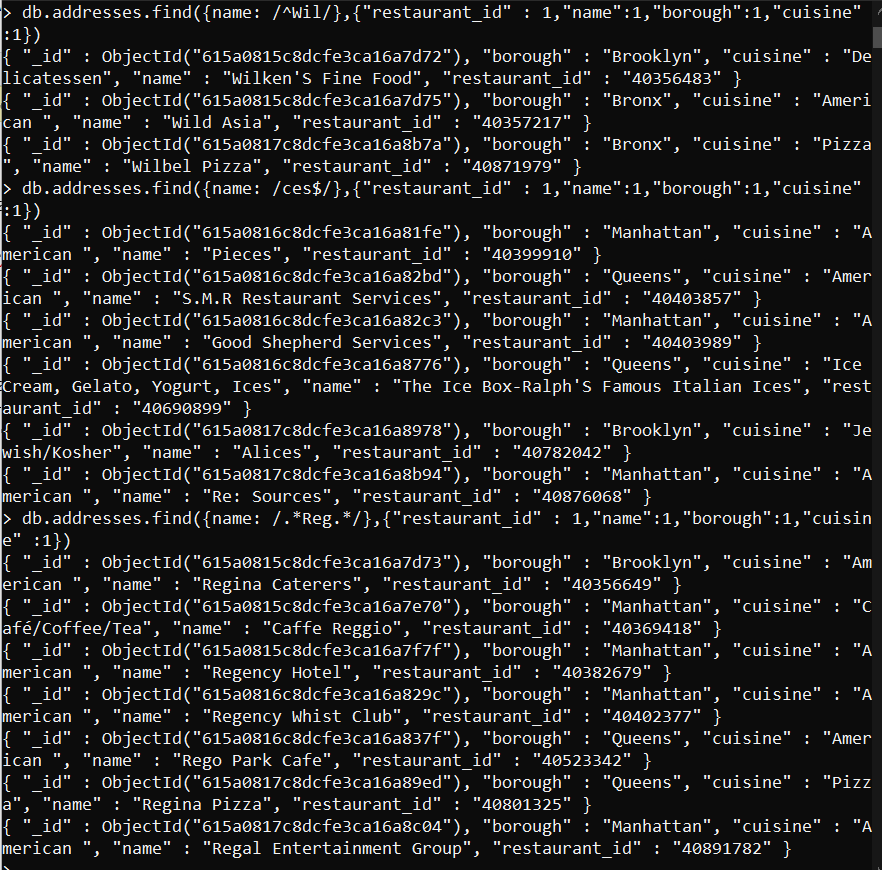 > db.addresses.find({name: /^Wil/},{"restaurant_id" : 1,"name":1,"borough":1,"cuisine"
:1})
{ "_id" : ObjectId("615a0815c8dcfe3ca16a7d72"), "borough" : "Brooklyn", "cuisine" : "De
licatessen", "name" : "Wilken'S Fine Food", "restaurant_id" : "40356483" }
{ "_id" : ObjectId("615a0815c8dcfe3ca16a7d75"), "borough" : "Bronx", "cuisine" : "Ameri
can ", "name" : "Wild Asia", "restaurant_id" : "40357217" }
{ "_id" : ObjectId("615a0817c8dcfe3ca16a8b7a"), "borough" : "Bronx", "cuisine" : "Pizza
", "name" : "Wilbel Pizza", "restaurant_id" : "40871979" }
> db.addresses.find({name: /ces$/},{"restaurant_id" : 1,"name":1,"borough":1,"cuisine"
:1})
{ "_id" : ObjectId("615a0816c8dcfe3ca16a81fe"), "borough" : "Manhattan", "cuisine" : "A
merican ", "name" : "Pieces", "restaurant_id" : "40399910" }
{ "_id" : ObjectId("615a0816c8dcfe3ca16a82bd"), "borough" : "Queens", "cuisine" : "Amer
ican ", "name" : "S.M.R Restaurant Services", "restaurant_id" : "40403857" }
{ "_id" : ObjectId("615a0816c8dcfe3ca16a82c3"), "borough" : "Manhattan", "cuisine" : "A
merican ", "name" : "Good Shepherd Services", "restaurant_id" : "40403989" }
{ "_id" : ObjectId("615a0816c8dcfe3ca16a8776"), "borough" : "Queens", "cuisine" : "Ice
Cream, Gelato, Yogurt, Ices", "name" : "The Ice Box-Ralph'S Famous Italian Ices", "rest
aurant_id" : "40690899" }
{ "_id" : ObjectId("615a0817c8dcfe3ca16a8978"), "borough" : "Brooklyn", "cuisine" : "Je
wish/Kosher", "name" : "Alices", "restaurant_id" : "40782042" }
{ "_id" : ObjectId("615a0817c8dcfe3ca16a8b94"), "borough" : "Manhattan", "cuisine" : "A
merican ", "name" : "Re: Sources", "restaurant_id" : "40876068" }
> db.addresses.find({name: /.*Reg.*/},{"restaurant_id" : 1,"name":1,"borough":1,"cuisin
e" :1})
{ "_id" : ObjectId("615a0815c8dcfe3ca16a7d73"), "borough" : "Brooklyn", "cuisine" : "Am
erican ", "name" : "Regina Caterers", "restaurant_id" : "40356649" }
{ "_id" : ObjectId("615a0815c8dcfe3ca16a7e70"), "borough" : "Manhattan", "cuisine" : "C
afé/Coffee/Tea", "name" : "Caffe Reggio", "restaurant_id" : "40369418" }
{ "_id" : ObjectId("615a0815c8dcfe3ca16a7f7f"), "borough" : "Manhattan", "cuisine" : "A
merican ", "name" : "Regency Hotel", "restaurant_id" : "40382679" }
{ "_id" : ObjectId("615a0816c8dcfe3ca16a829c"), "borough" : "Manhattan", "cuisine" : "A
merican ", "name" : "Regency Whist Club", "restaurant_id" : "40402377" }
{ "_id" : ObjectId("615a0816c8dcfe3ca16a837f"), "borough" : "Queens", "cuisine" : "Amer
ican ", "name" : "Rego Park Cafe", "restaurant_id" : "40523342" }
{ "_id" : ObjectId("615a0817c8dcfe3ca16a89ed"), "borough" : "Queens", "cuisine" : "Pizz
a", "name" : "Regina Pizza", "restaurant_id" : "40801325" }
{ "_id" : ObjectId("615a0817c8dcfe3ca16a8c04"), "borough" : "Manhattan", "cuisine" : "A
merican ", "name" : "Regal Entertainment Group", "restaurant_id" : "40891782" }